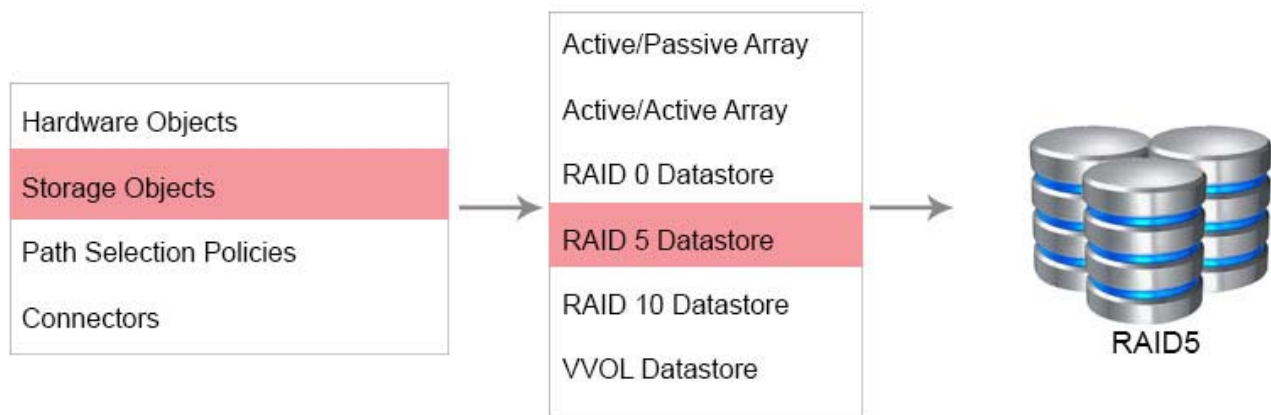 Hardware Objects
Storage Objects
Path Selection Policies
Connectors
Active/Passive Array
Active/Active Array
RAID 0 Datastore
RAID 5 Datastore
RAID 10 Datastore
VVOL Datastore
RAID5